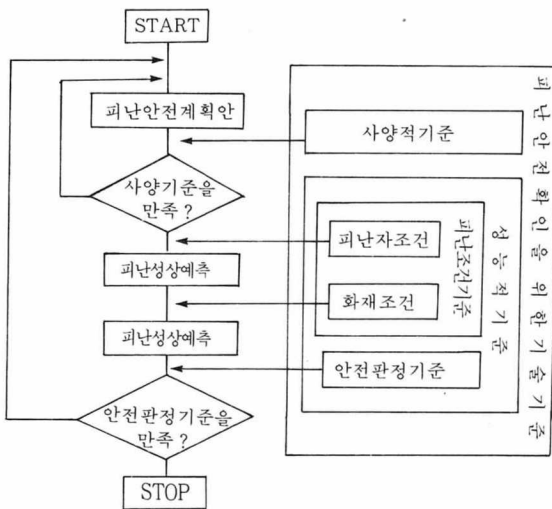 START
피난안전계획안
사양기준을
만족?
피난성상예측
피난성상예측
안전판정기준을
만족?
STOP
사양적기준
피난자조건
화재조건
피난조건기준
안전판정기준
성능적기준
피난안전확인을위한기술기준